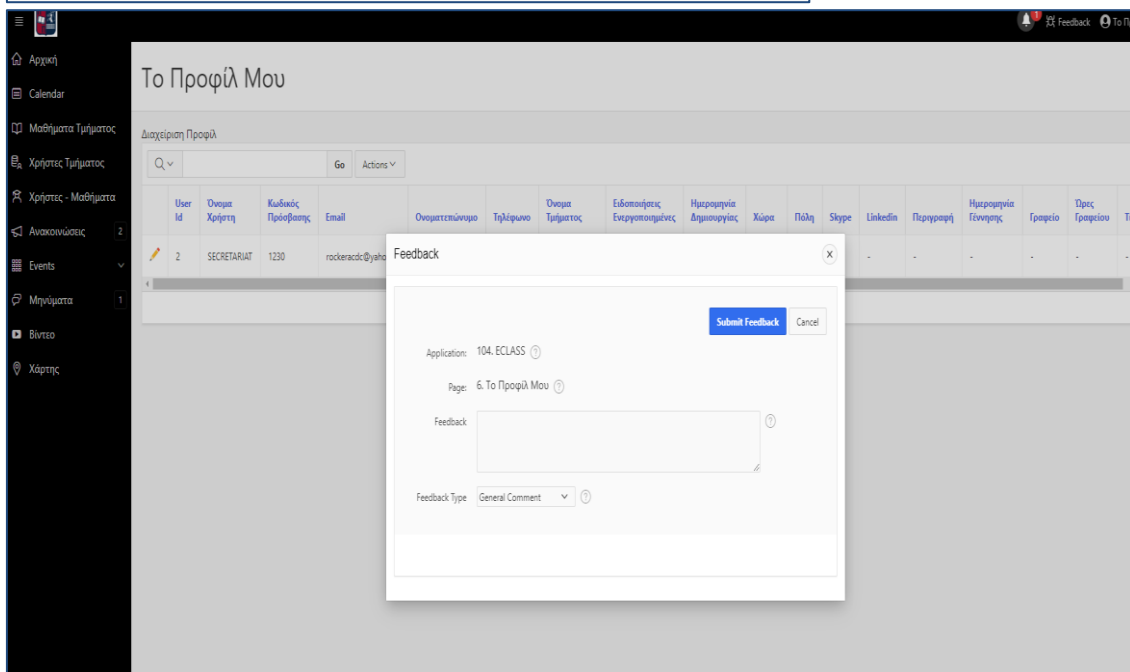 1
Feedback
Το Π
Αρχική
Calendar
Μαθήματα Τμήματος
Χρήστες Τμήματος
Χρήστες - Μαθήματα
Ανακοινώσεις 2
Events
Μηνύματα 1
Βίντεο
Χάρτης
Το Προφίλ Μου
Διαχείριση Προφίλ
Go Actions
User Id Όνομα Χρήστη Κωδικός Πρόσβασης Email Ονοματεπώνυμο Τηλέφωνο Όνομα Τμήματος Ειδοποιήσεις Ενεργοποιημένες Ημερομηνία Δημιουργίας Χώρα Πόλη Skype Linkedin Περιγραφή Ημερομηνία Γέννησης Γραφείο Ώρες Γραφείου
2 SECRETARIAT 1230 rockeracdc@yaho - - - - -
Feedback
Submit Feedback Cancel
Application: 104. ECLASS
Page: 6. Το Προφίλ Μου
Feedback
Feedback Type General Comment